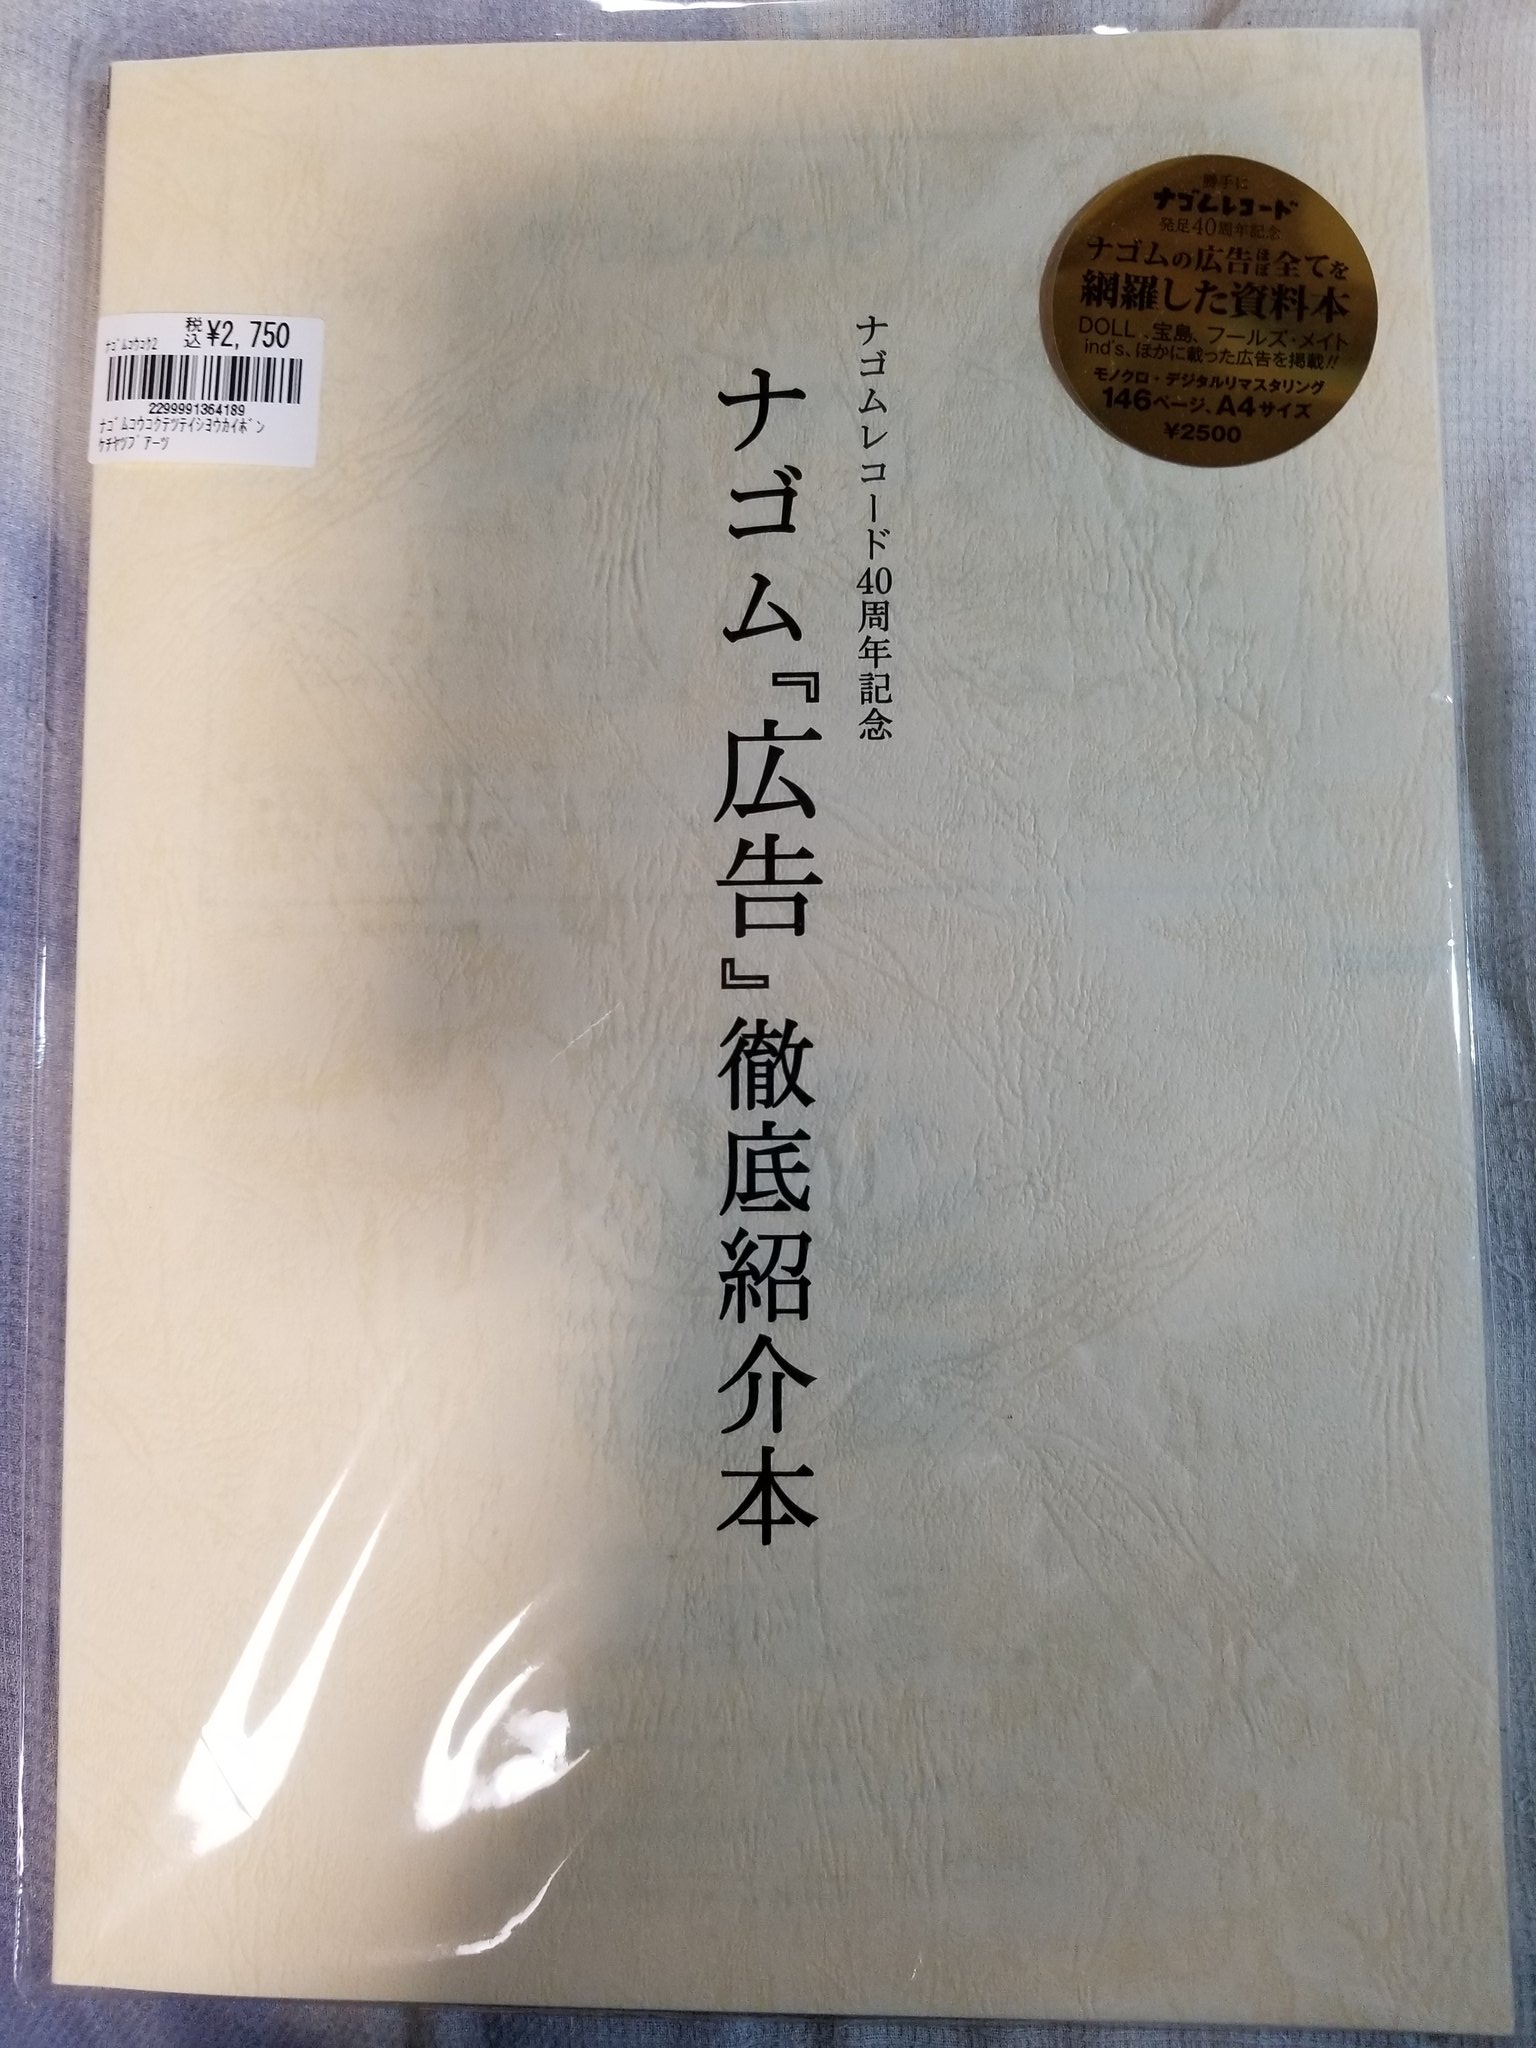 勝手に
ナゴムレコード
発足40周年記念
ナゴムの広告ほぼ全てを
網羅した資料本
DOLL、宝島、フールズ・メイト
ind's、ほかに載った広告を掲載!!
モノクロ・デジタルリマスタリング
146ページ、A4サイズ
¥2500
ﾅｺﾞﾑｺｳｺｸ2
税込 ¥2,750
2299991364189
ﾅｺﾞﾑｺｳｺｸﾃﾂﾃｲｼﾖｳｶｲﾎﾞﾝ
ｹﾁﾔﾂﾌﾟｱｰﾂ
ナゴムレコード40周年記念
ナゴム『広告』徹底紹介本